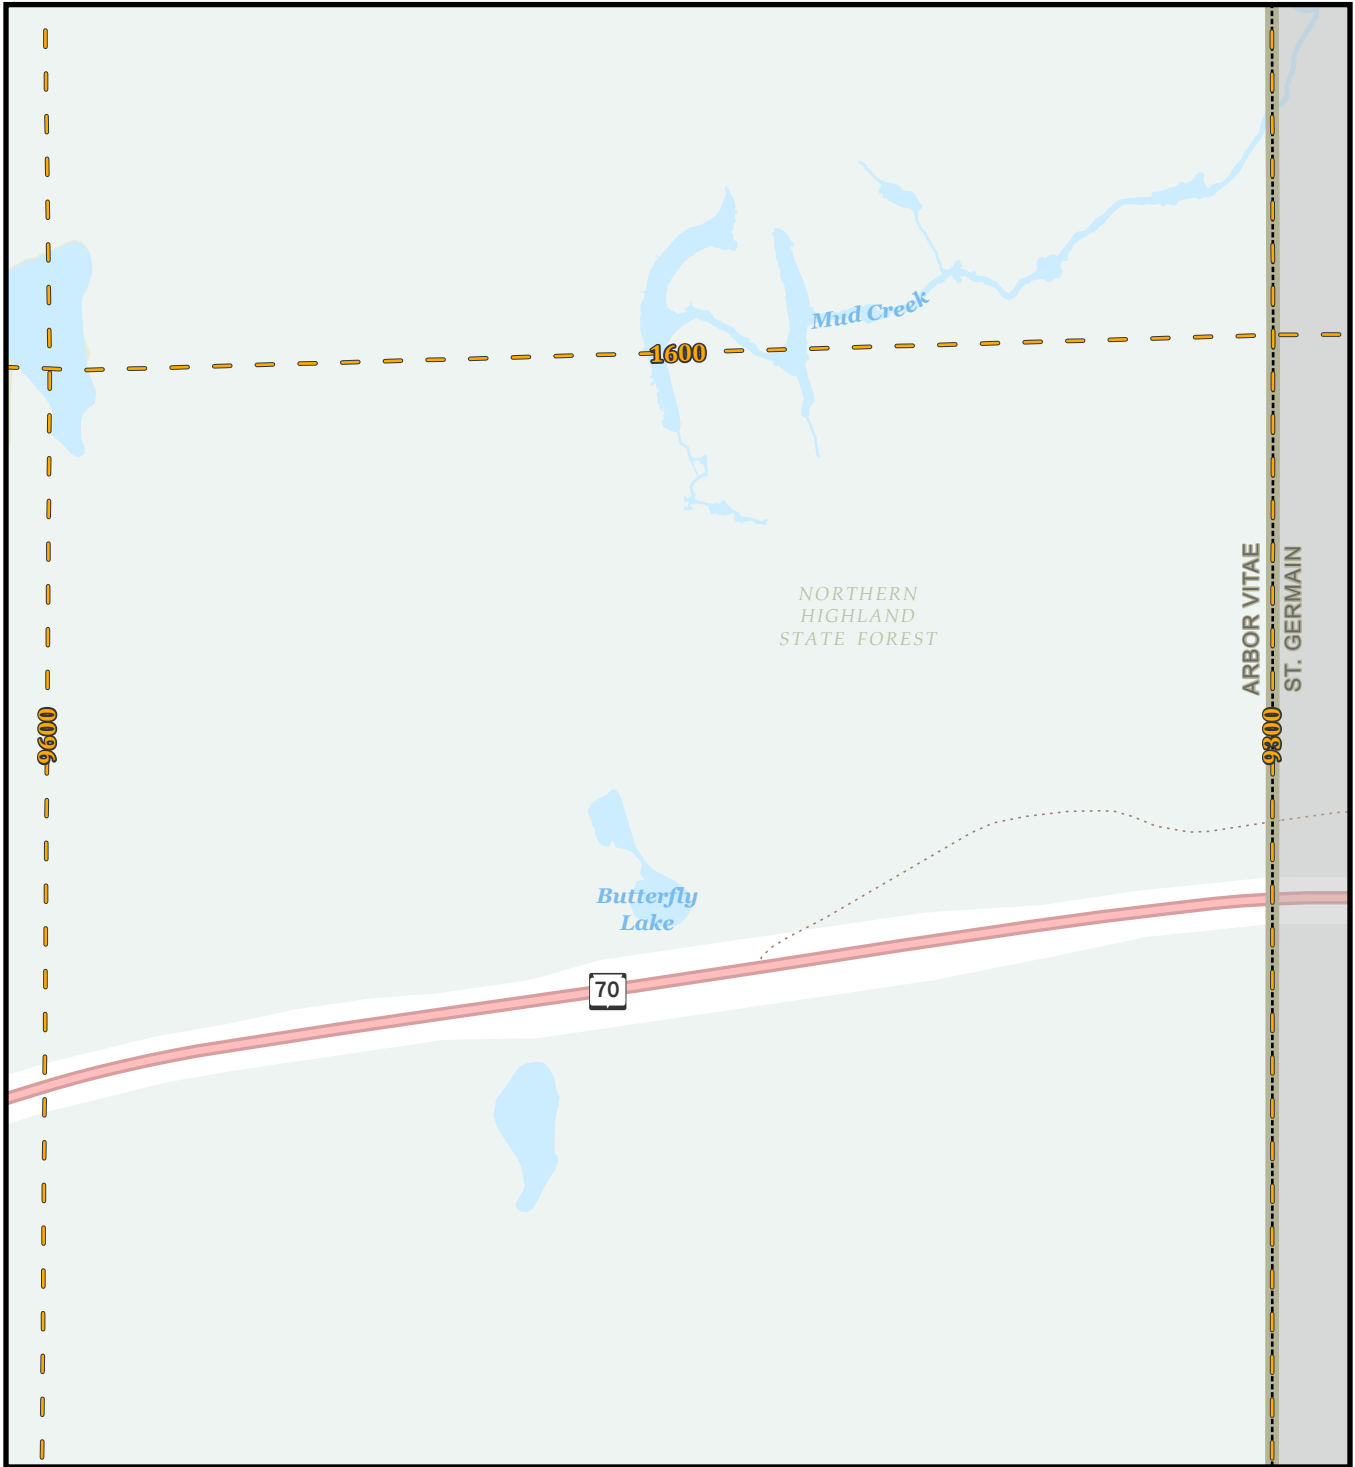 Mud Creek
1600
NORTHERN
HIGHLAND
STATE FOREST
ARBOR VITAE
ST. GERMAIN
9600
9300
Butterfly
Lake
70